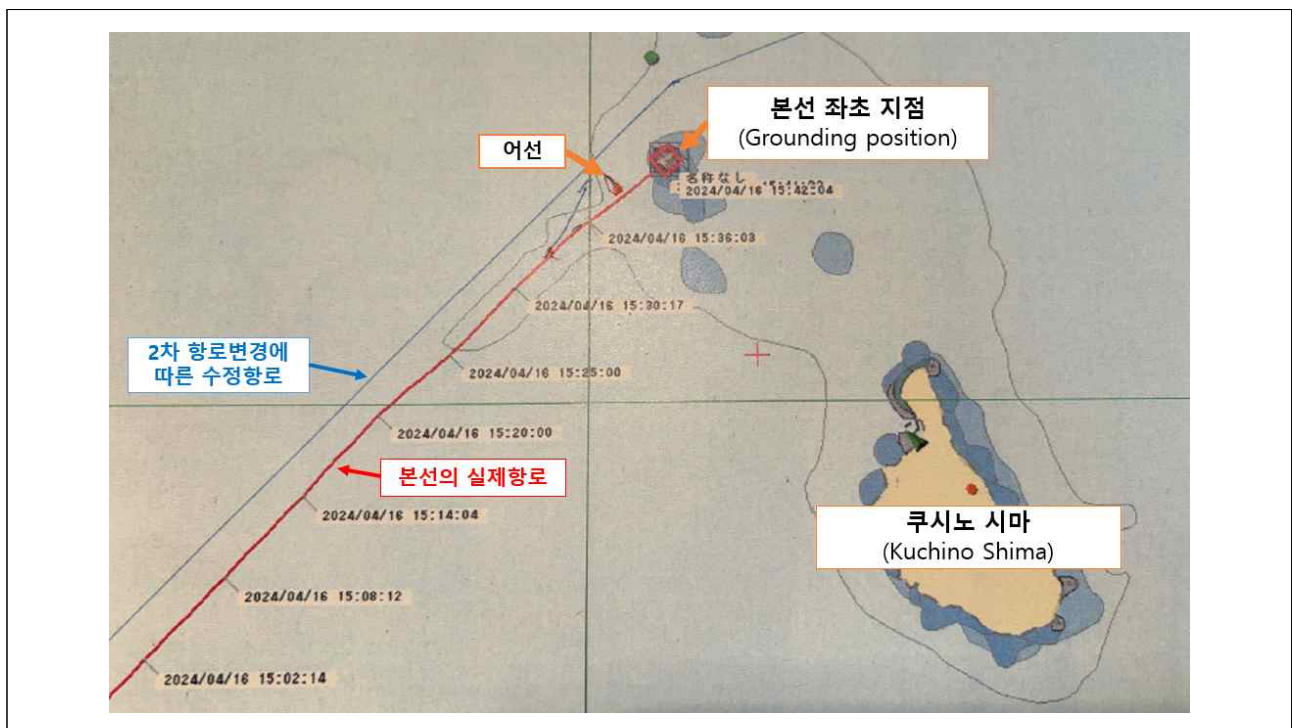 본선 좌초 지점
(Grounding position)
어선
名称なし
2024/04/16 15:42:04
2024/04/16 15:36:03
2024/04/16 15:30:17
2차 항로변경에
따른 수정항로
2024/04/16 15:25:00
2024/04/16 15:20:00
본선의 실제항로
2024/04/16 15:14:04
쿠시노 시마
(Kuchino Shima)
2024/04/16 15:08:12
2024/04/16 15:02:14